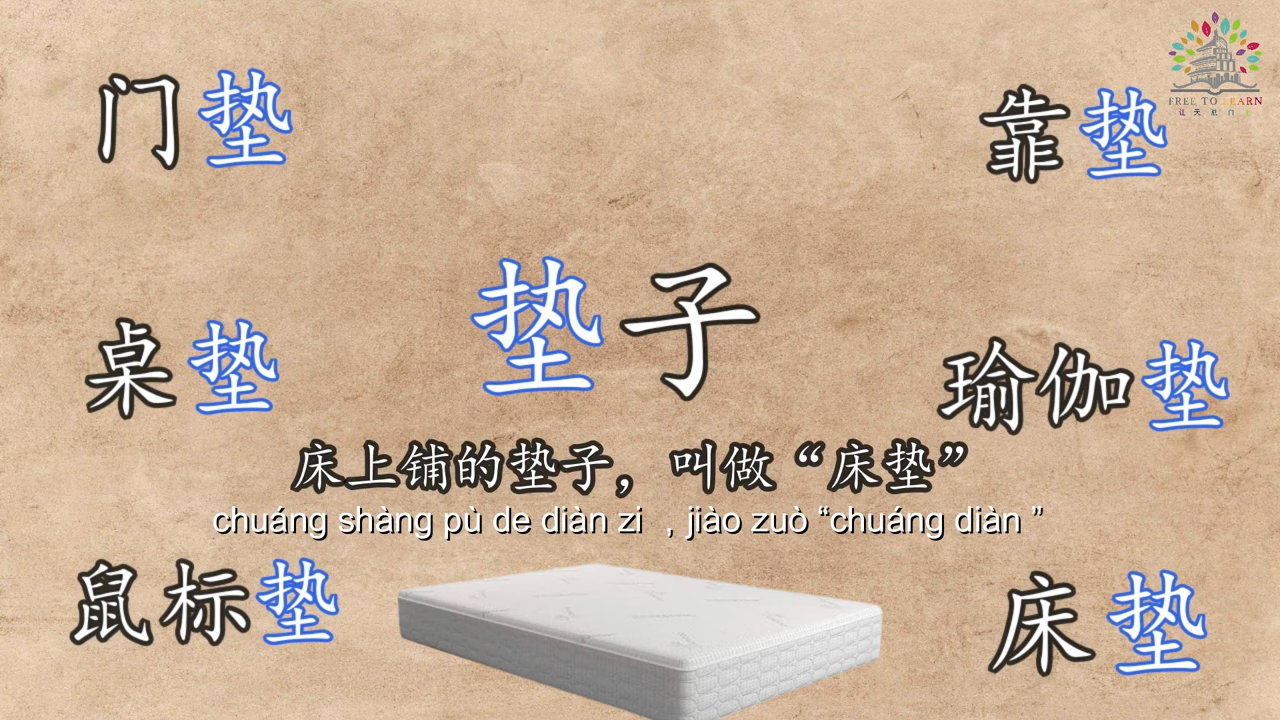 门垫
靠垫
FREE TO LEARN
垫子
桌垫
瑜伽垫
床上铺的垫子，叫做“床垫”
chuáng shàng pù de diàn zi , jiào zuò “chuáng diàn ”
鼠标垫
床垫